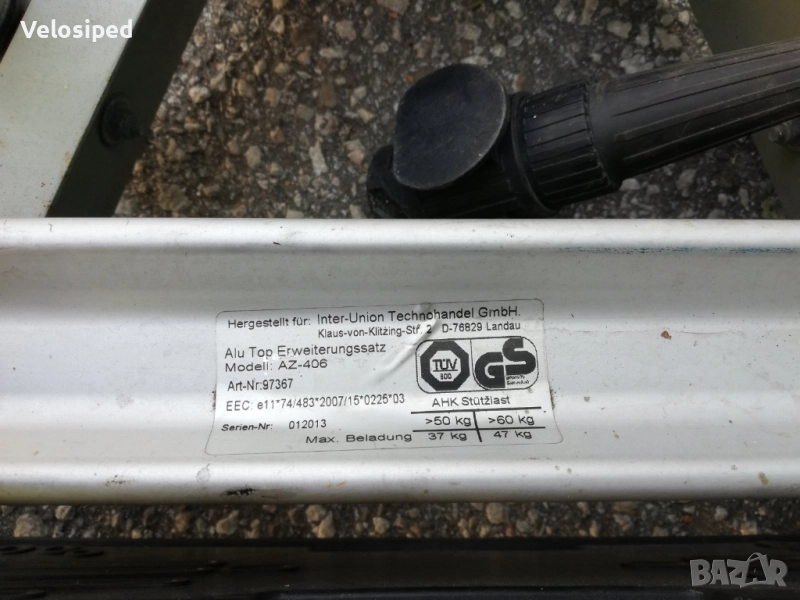 Velosiped
Hergestellt für: Inter-Union Technohandel GmbH.
Klaus-von-Klitzing-Str. 2 D-76829 Landau
Alu Top Erweiterungssatz
Modell: AZ-406
Art-Nr:97367
EEC: e11*74/483*2007/15*0225*03
Serien-Nr: 012013
TÜV
GS
AHK Stützlast
>50 kg >60 kg
Max. Beladung 37 kg 47 kg
BAZAR